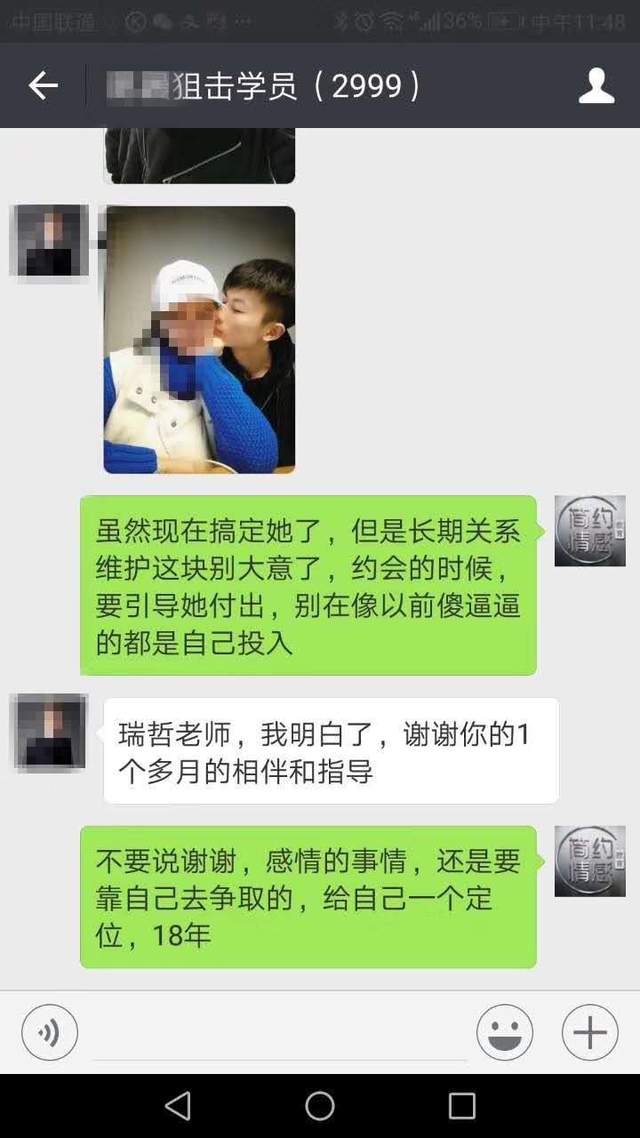 中国联通
36%
中午11:48
狙击学员（2999）
虽然现在搞定她了，但是长期关系
维护这块别大意了，约会的时候，
要引导她付出，别在像以前傻逼逼
的都是自己投入
简约
情感
瑞哲老师，我明白了，谢谢你的1
个多月的相伴和指导
不要说谢谢，感情的事情，还是要
靠自己去争取的，给自己一个定
位，18年
简约
情感